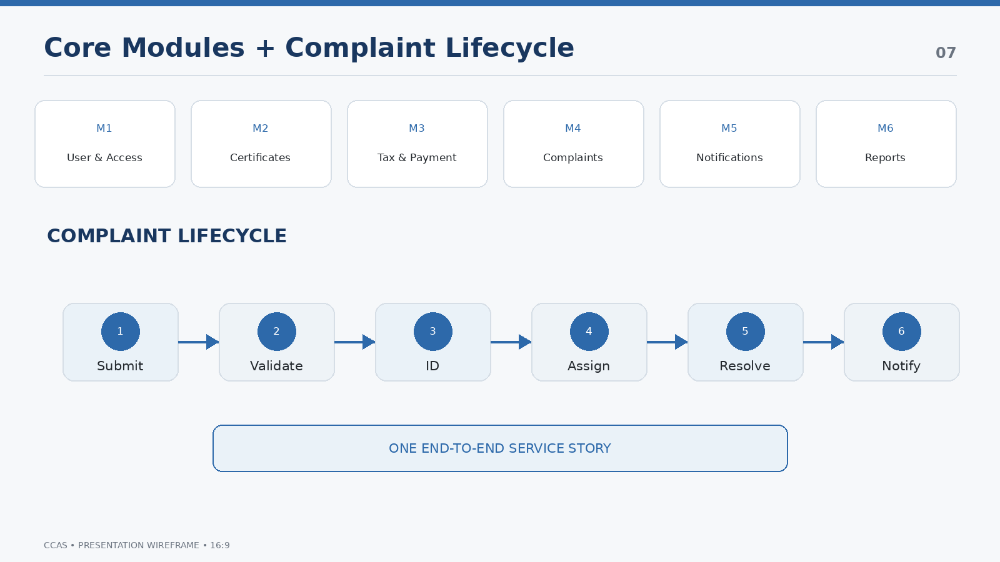 Core Modules + Complaint Lifecycle
07
M1
User & Access
M2
Certificates
M3
Tax & Payment
M4
Complaints
M5
Notifications
M6
Reports
COMPLAINT LIFECYCLE
1
Submit
2
Validate
3
ID
4
Assign
5
Resolve
6
Notify
ONE END-TO-END SERVICE STORY
CCAS • PRESENTATION WIREFRAME • 16:9